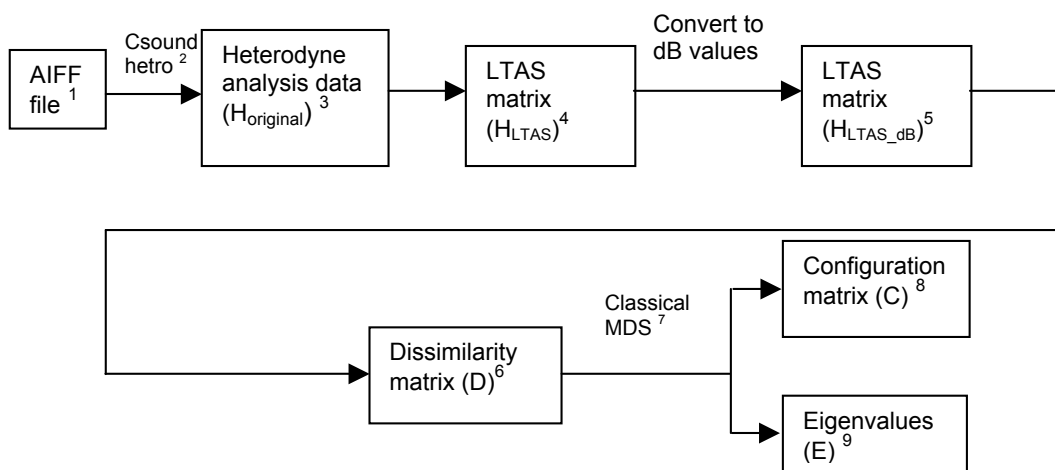 AIFF
file 1
Csound
hetro 2
Heterodyne
analysis data
(Horiginal) 3
LTAS
matrix
(HLTAS)4
Convert to
dB values
LTAS
matrix
(HLTAS_dB)5
Dissimilarity
matrix (D)6
Classical
MDS 7
Configuration
matrix (C) 8
Eigenvalues
(E) 9